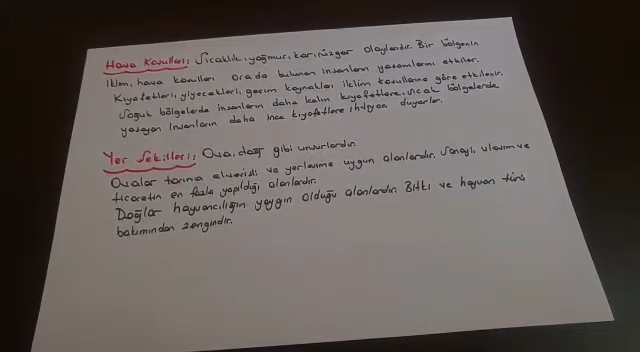 Hava Koşulları: Sıcaklık, yağmur, kar, rüzgar olaylarıdır. Bir bölgenin
iklim, hava koşulları orada bulunan insanların yaşamlarını etkiler.
Kıyafetleri, yiyecekleri, geçim kaynakları iklim koşullarına göre etkilenir.
Soğuk bölgelerde insanların daha kalın kıyafetlere, sıcak bölgelerde
yaşayan insanların daha ince kıyafetlere ihtiyaç duyarlar.
Yer Şekilleri: Ova, dağ gibi unsurlardır.
Ovalar tarıma elverişli ve yerleşime uygun alanlardır. Sanayi, ulaşım ve
ticaretin en fazla yapıldığı alanlardır.
Dağlar hayvancılığın yaygın olduğu alanlardır. Bitki ve hayvan türü
bakımından zengindir.